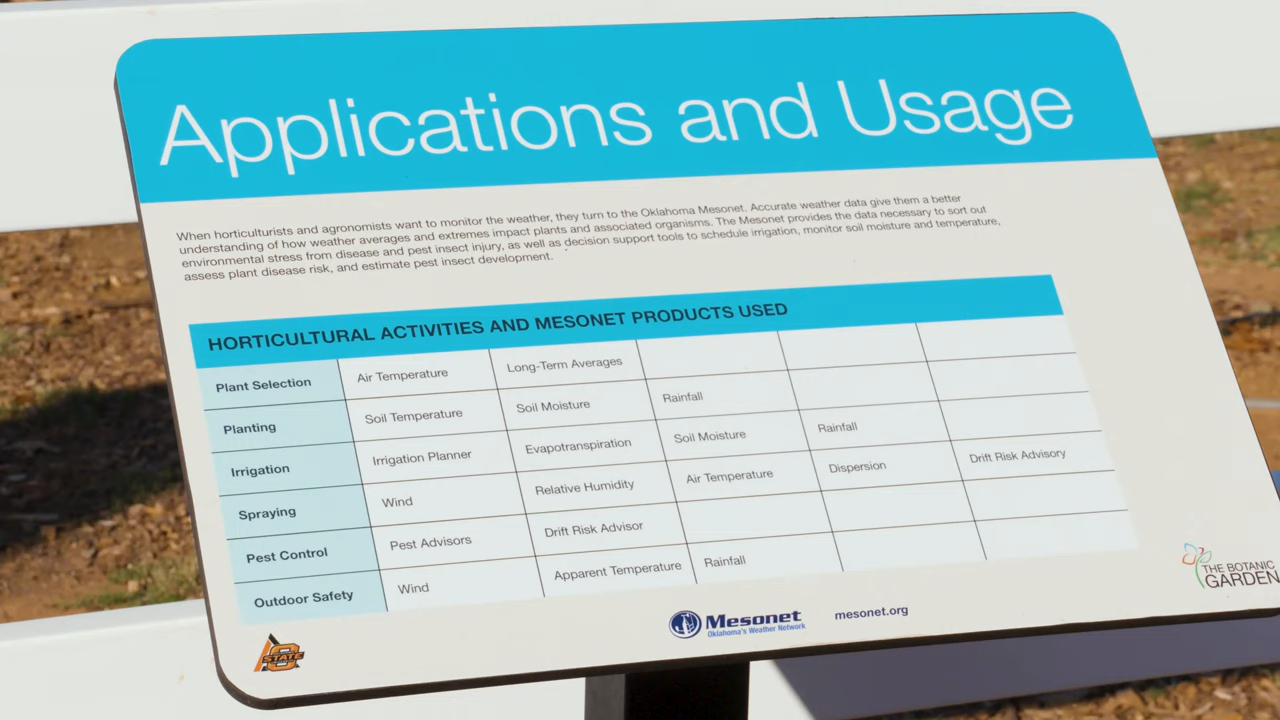 Applications and Usage
When horticulturists and agronomists want to monitor the weather, they turn to the Oklahoma Mesonet. Accurate weather data give them a better
understanding of how weather averages and extremes impact plants and associated organisms. The Mesonet provides the data necessary to sort out
environmental stress from disease and pest insect injury, as well as decision support tools to schedule irrigation, monitor soil moisture and temperature,
assess plant disease risk, and estimate pest insect development.
HORTICULTURAL ACTIVITIES AND MESONET PRODUCTS USED
Plant Selection Air Temperature Long-Term Averages
Planting Soil Temperature Soil Moisture Rainfall
Irrigation Irrigation Planner Evapotranspiration Soil Moisture Rainfall
Spraying Wind Relative Humidity Air Temperature Dispersion Drift Risk Advisory
Pest Control Pest Advisors Drift Risk Advisor
Outdoor Safety Wind Apparent Temperature Rainfall
STATE
Mesonet
Oklahoma's Weather Network
mesonet.org
THE BOTANIC
GARDEN